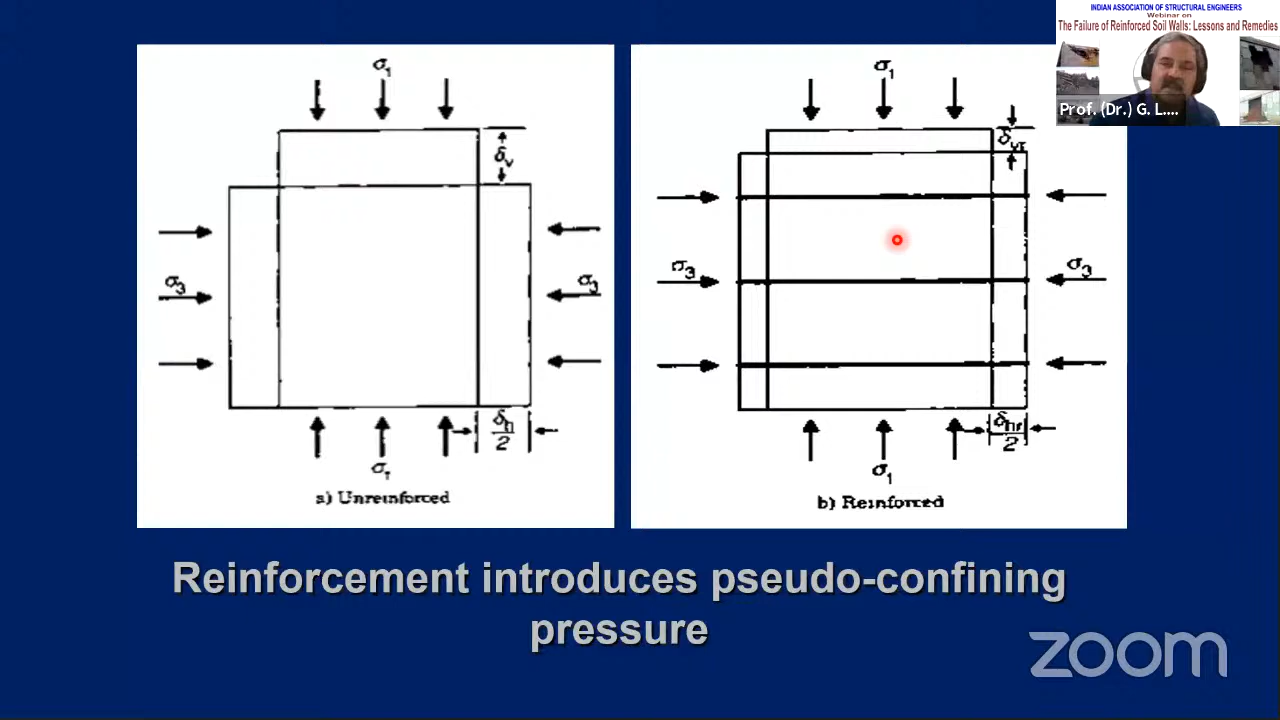 INDIAN ASSOCIATION OF STRUCTURAL ENGINEERS
Webinar on
The Failure of Reinforced Soil Walls: Lessons and Remedies
Prof. (Dr.) G. L....
σ₁
δᵥ
σ₃
σ₃
δₕ
2
σ₁
a) Unreinforced
σ₁
δᵥᵣ
σ₃
σ₃
δₕᵣ
2
σ₁
b) Reinforced
Reinforcement introduces pseudo-confining
pressure
zoom